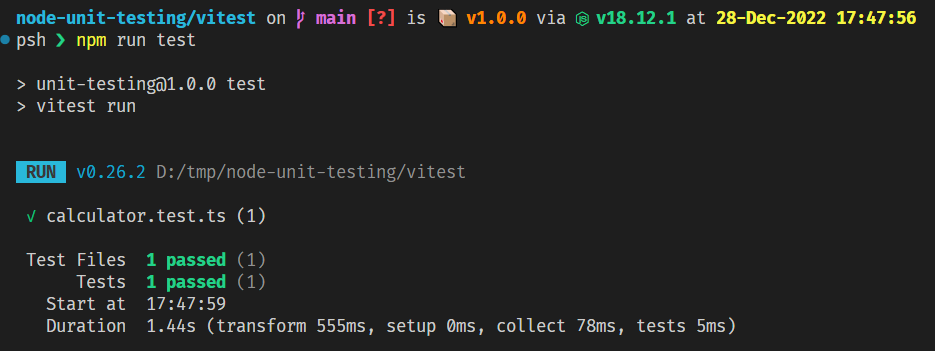 node-unit-testing/vitest on main [?] is 📦 v1.0.0 via v18.12.1 at 28-Dec-2022 17:47:56
psh ❯ npm run test
> unit-testing@1.0.0 test
> vitest run
RUN v0.26.2 D:/tmp/node-unit-testing/vitest
√ calculator.test.ts (1)
Test Files 1 passed (1)
Tests 1 passed (1)
Start at 17:47:59
Duration 1.44s (transform 555ms, setup 0ms, collect 78ms, tests 5ms)